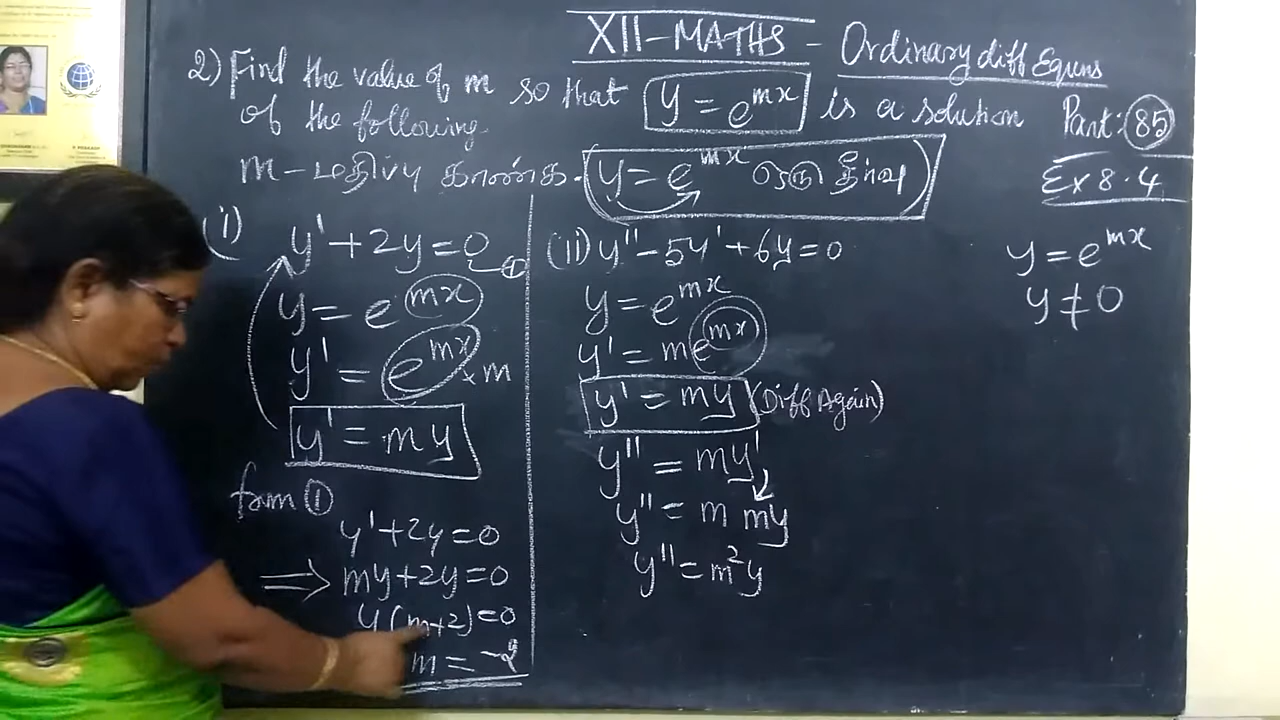 XII-MATHS - Ordinary diff Equns
2) Find the value of m so that y = e^mx is a solution Part: 85
of the following.
m - மதிப்பு காண்க. (y = e^mx ஒரு தீர்வு) Ex 8.4
(i) y' + 2y = 0 ①
y = e^mx
y' = e^mx × m
y' = my
from ①
y' + 2y = 0
⇒ my + 2y = 0
y (m+2) = 0
m = -2
(ii) y'' - 5y' + 6y = 0
y = e^mx
y' = m e^mx
y' = my (Diff Again)
y'' = my'
y'' = m my
y'' = m²y
y = e^mx
y ≠ 0